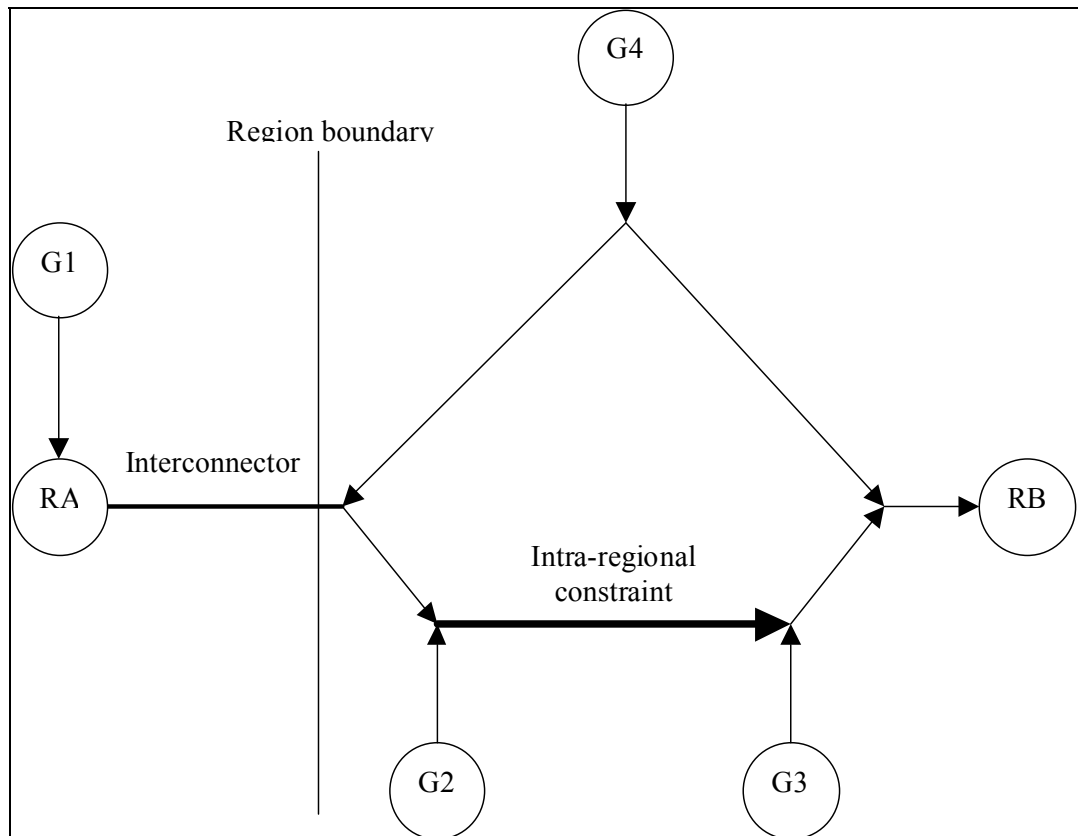 G4
Region boundary
G1
Interconnector
RA
RB
Intra-regional
constraint
G2
G3